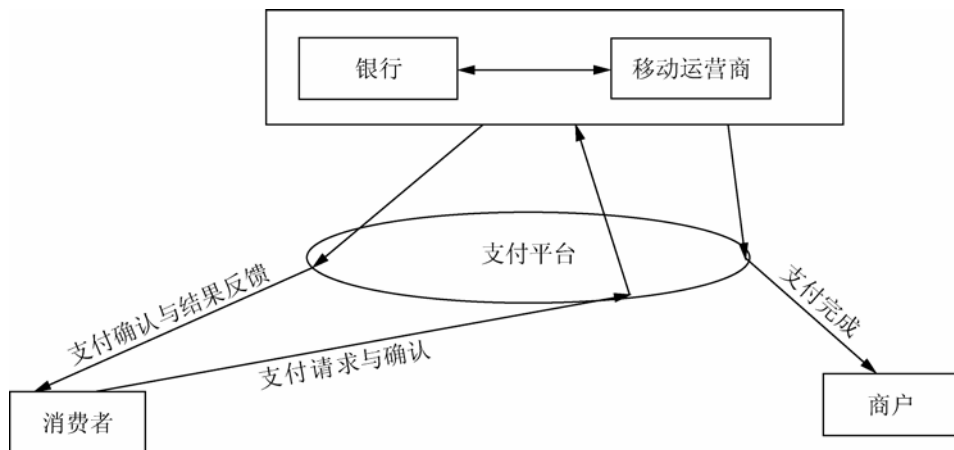 银行
移动运营商
支付平台
支付确认与结果反馈
支付请求与确认
支付完成
消费者
商户